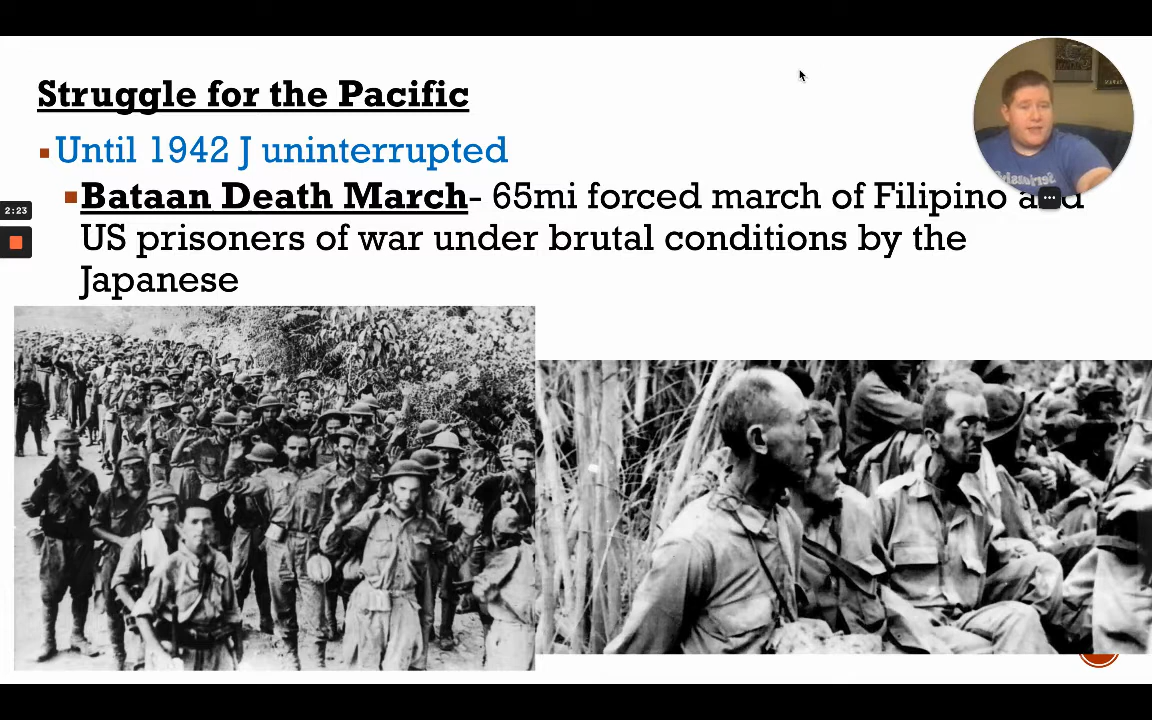 Struggle for the Pacific
Until 1942 J uninterrupted
Bataan Death March- 65mi forced march of Filipino and
US prisoners of war under brutal conditions by the
Japanese
2:23